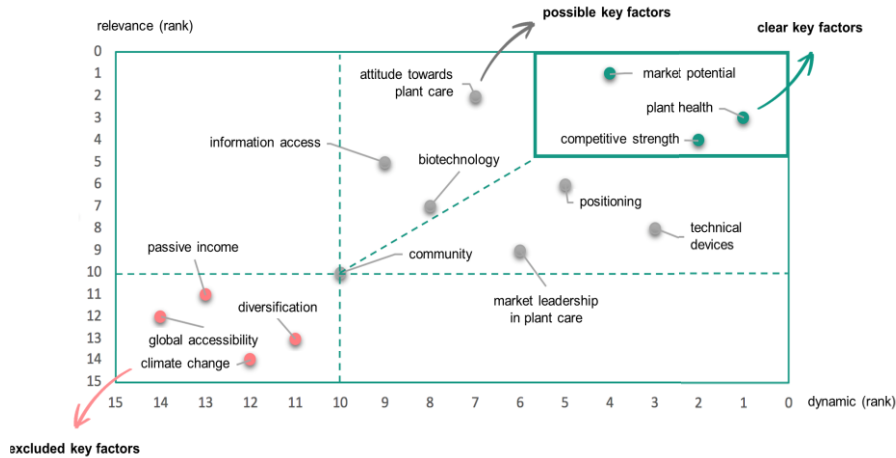 possible key factors
relevance (rank)
clear key factors
0
1
2
3
4
5
6
7
8
9
10
11
12
13
14
15
attitude towards
plant care
market potential
plant health
competitive strength
information access
biotechnology
positioning
technical
devices
community
market leadership
in plant care
passive income
diversification
global accessibility
climate change
15 14 13 12 11 10 9 8 7 6 5 4 3 2 1 0
dynamic (rank)
excluded key factors